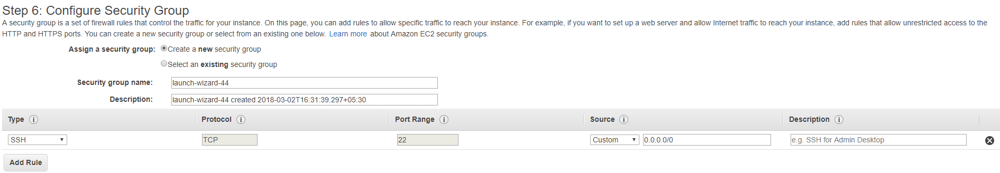 Step 6: Configure Security Group
A security group is a set of firewall rules that control the traffic for your instance. On this page, you can add rules to allow specific traffic to reach your instance. For example, if you want to set up a web server and allow Internet traffic to reach your instance, add rules that allow unrestricted access to the
HTTP and HTTPS ports. You can create a new security group or select from an existing one below. Learn more about Amazon EC2 security groups.
Assign a security group: Create a new security group
Select an existing security group
Security group name: launch-wizard-44
Description: launch-wizard-44 created 2018-03-02T16:31:39.297+05:30
Type i Protocol i Port Range i Source i Description i
SSH TCP 22 Custom 0.0.0.0/0 e.g. SSH for Admin Desktop
Add Rule